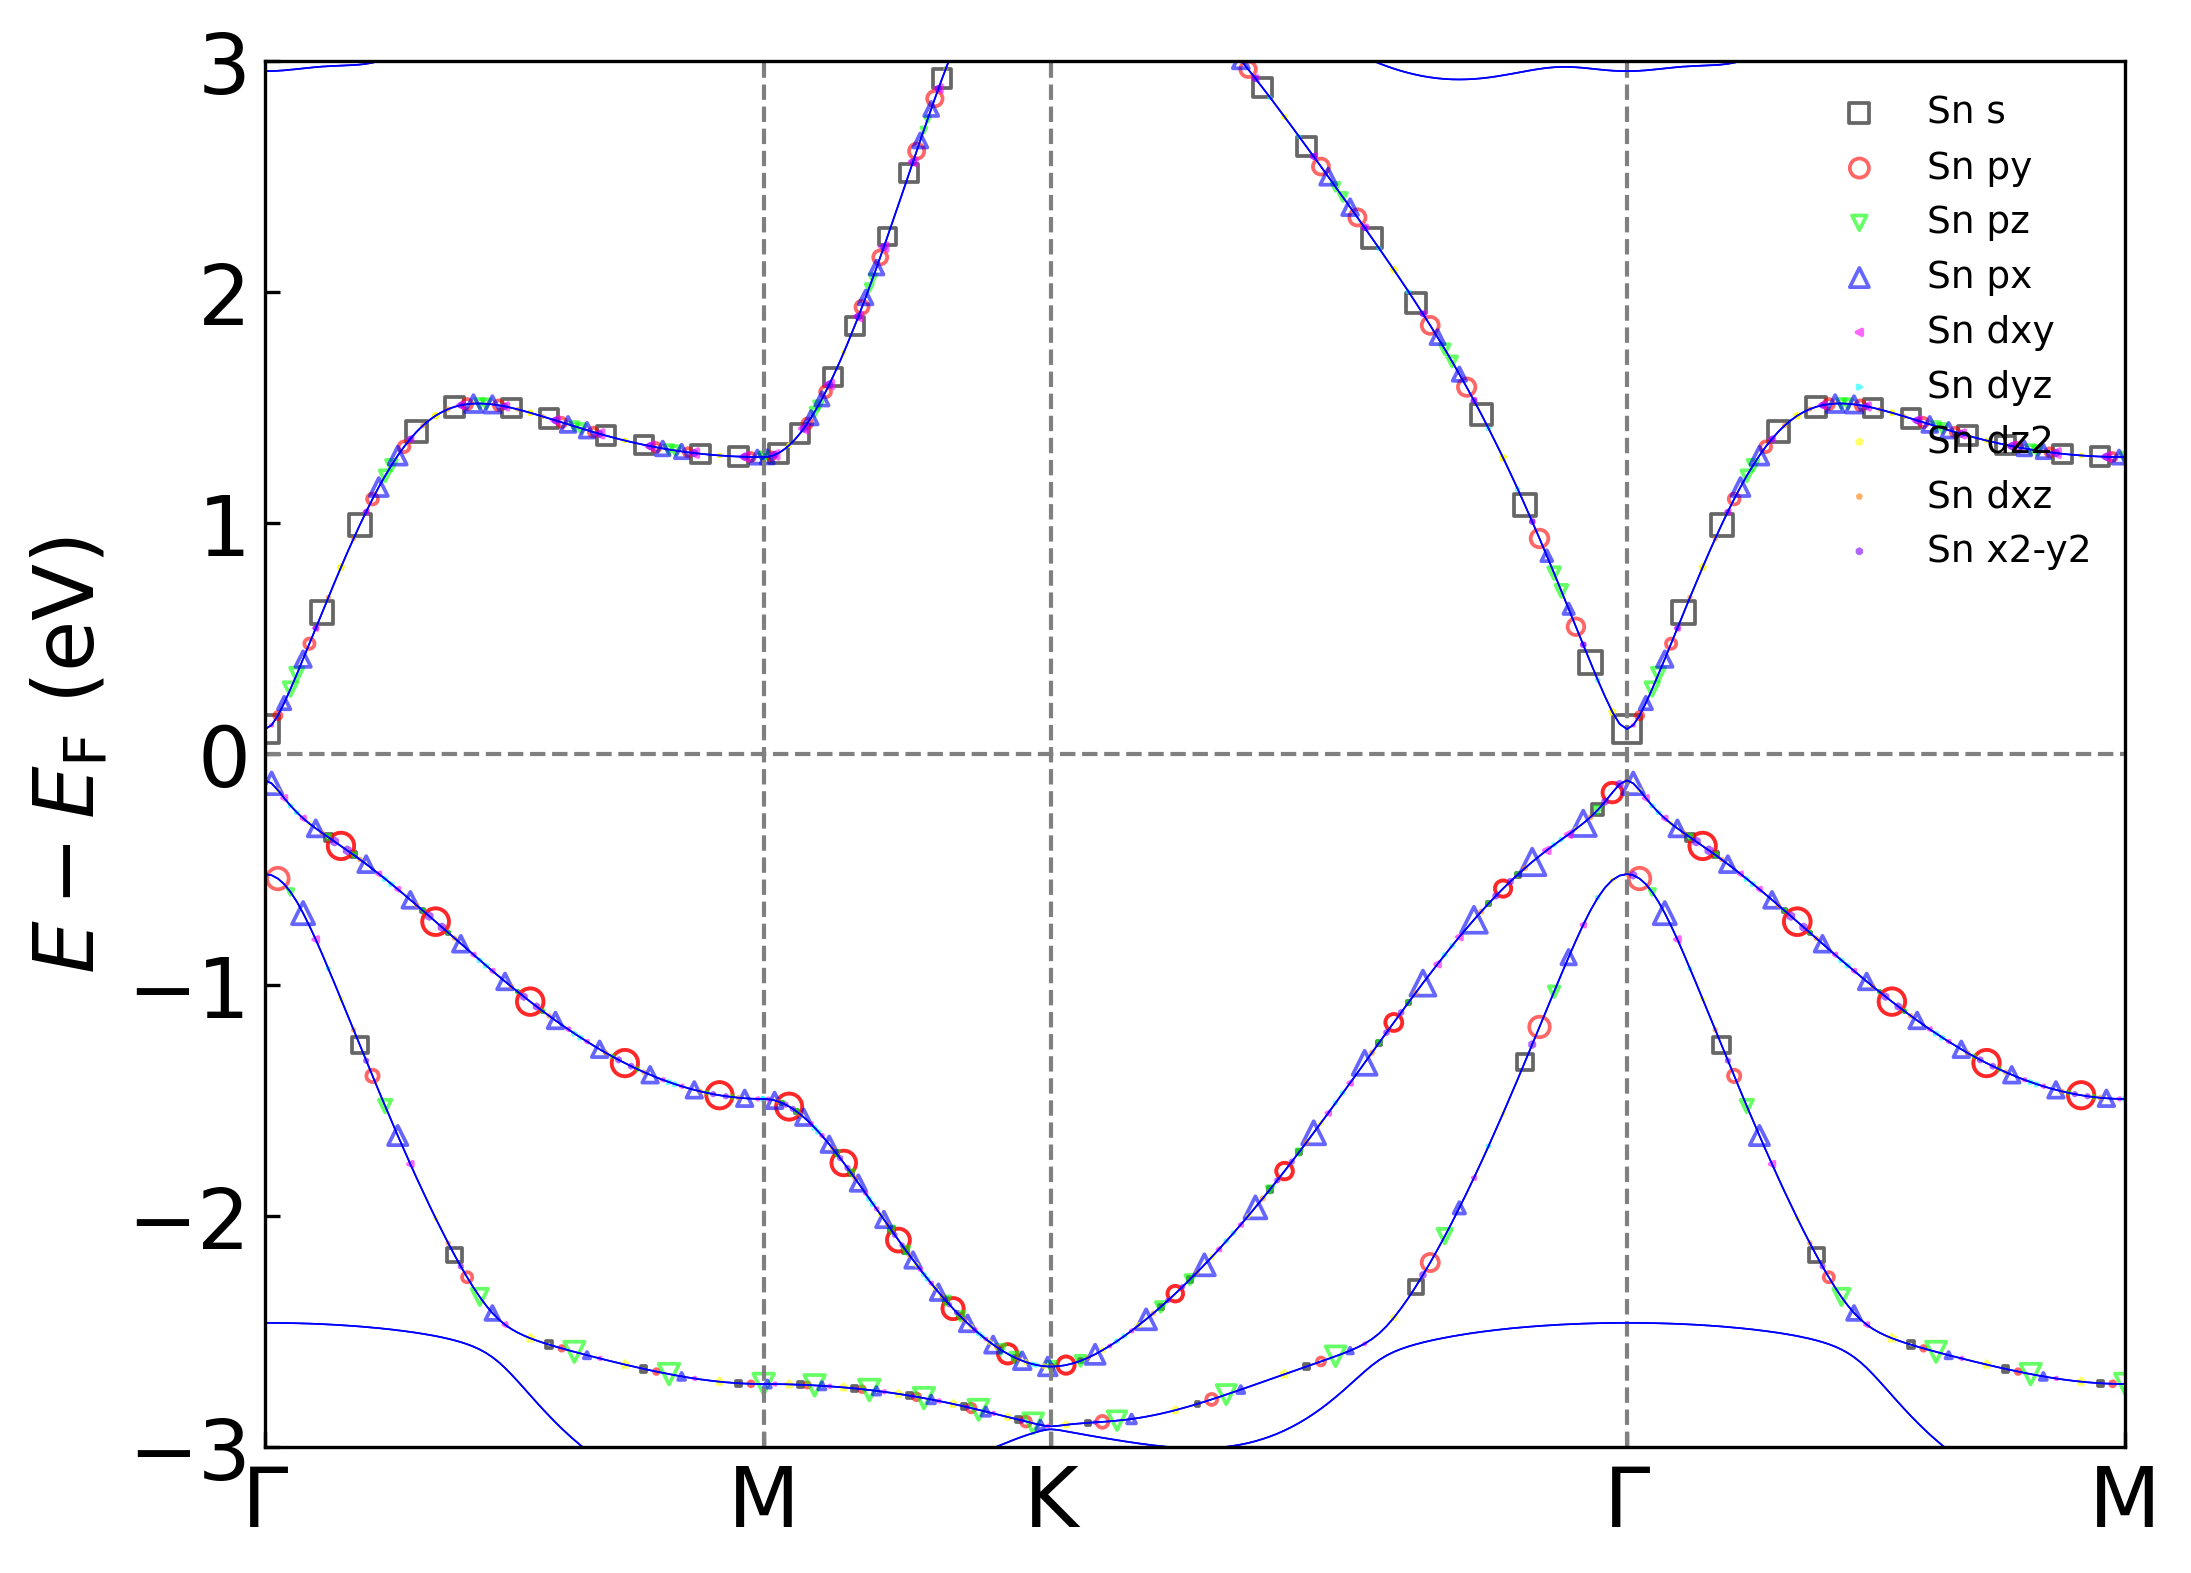 E − E_F (eV)
3
2
1
0
−1
−2
−3
Γ M K Γ M
Sn s
Sn py
Sn pz
Sn px
Sn dxy
Sn dyz
Sn dz2
Sn dxz
Sn x2-y2